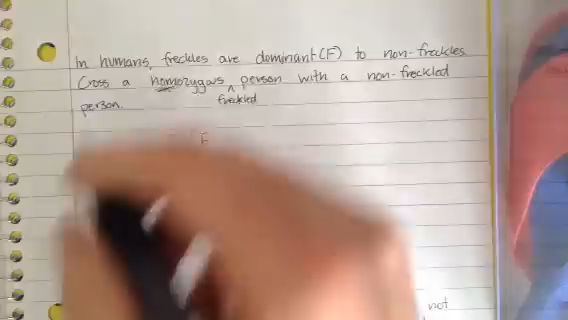 In humans, freckles are dominant (F) to non-freckles
Cross a homozygous person with a non-freckled
^
freckled
person.
F
not